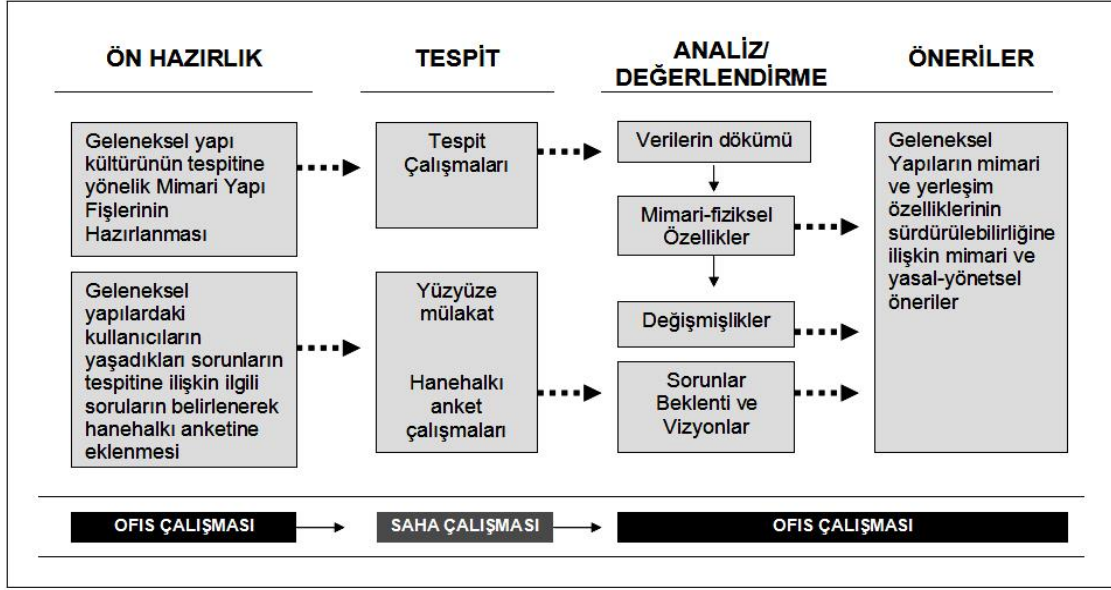 ÖN HAZIRLIK
TESPİT
ANALİZ/
DEĞERLENDİRME
ÖNERİLER
Geleneksel yapı
kültürünün tespitine
yönelik Mimari Yapı
Fişlerinin
Hazırlanması
Geleneksel
yapılardaki
kullanıcıların
yaşadıkları sorunların
tespitine ilişkin ilgili
soruların belirlenerek
hanehalkı anketine
eklenmesi
Tespit
Çalışmaları
Yüzyüze
mülakat
Hanehalkı
anket
çalışmaları
Verilerin dökümü
Mimari-fiziksel
Özellikler
Değişmişlikler
Sorunlar
Beklenti ve
Vizyonlar
Geleneksel
Yapıların mimari
ve yerleşim
özelliklerinin
sürdürülebilirliğine
ilişkin mimari ve
yasal-yönetsel
öneriler
OFIS ÇALIŞMASI
SAHA ÇALIŞMASI
OFIS ÇALIŞMASI